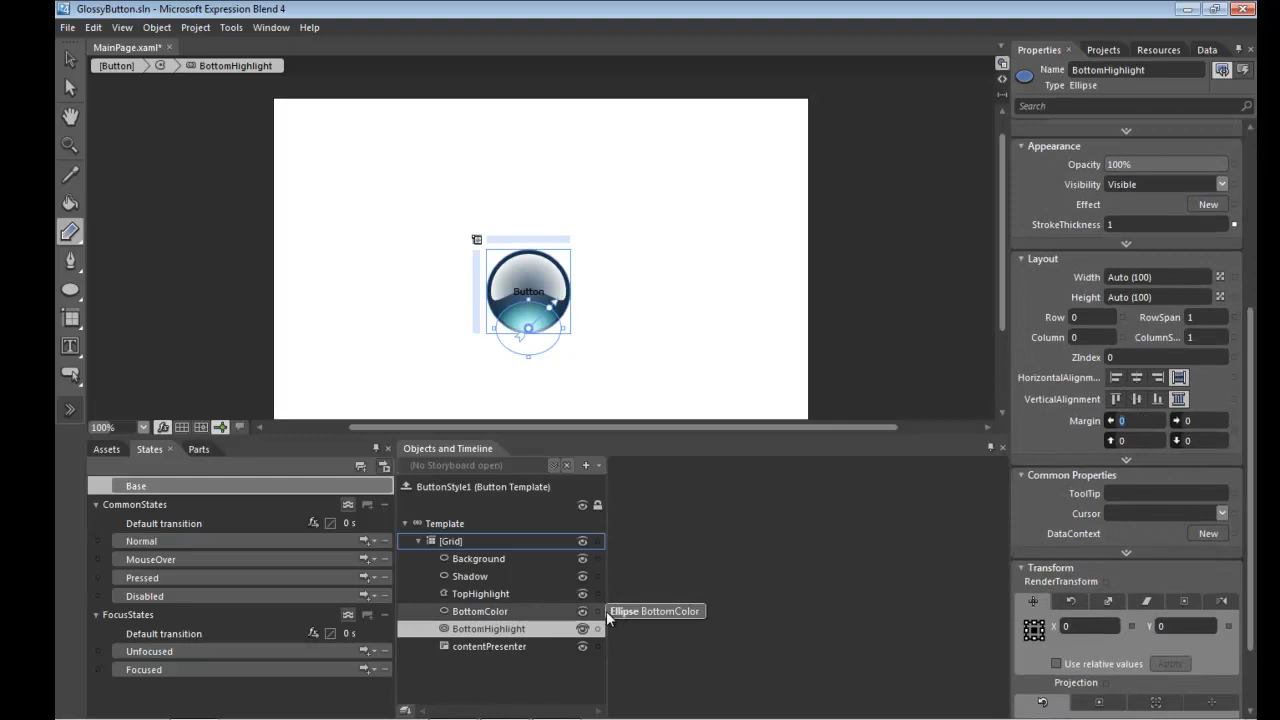 GlossyButton.sln - Microsoft Expression Blend 4
File Edit View Object Project Tools Window Help
MainPage.xaml*
[Button] BottomHighlight
Button
100%
Assets States Parts
Base
CommonStates
Default transition 0 s
Normal
MouseOver
Pressed
Disabled
FocusStates
Default transition 0 s
Unfocused
Focused
Objects and Timeline
(No Storyboard open)
ButtonStyle1 (Button Template)
Template
[Grid]
Background
Shadow
TopHighlight
BottomColor
BottomHighlight
contentPresenter
Ellipse BottomColor
Properties Projects Resources Data
Name BottomHighlight
Type Ellipse
Search
Appearance
Opacity 100%
Visibility Visible
Effect New
StrokeThickness 1
Layout
Width Auto (100)
Height Auto (100)
Row 0 RowSpan 1
Column 0 ColumnS... 1
ZIndex 0
HorizontalAlignm...
VerticalAlignment
Margin 0 0
0 0
Common Properties
ToolTip
Cursor
DataContext New
Transform
RenderTransform
X 0 Y 0
Use relative values Apply
Projection